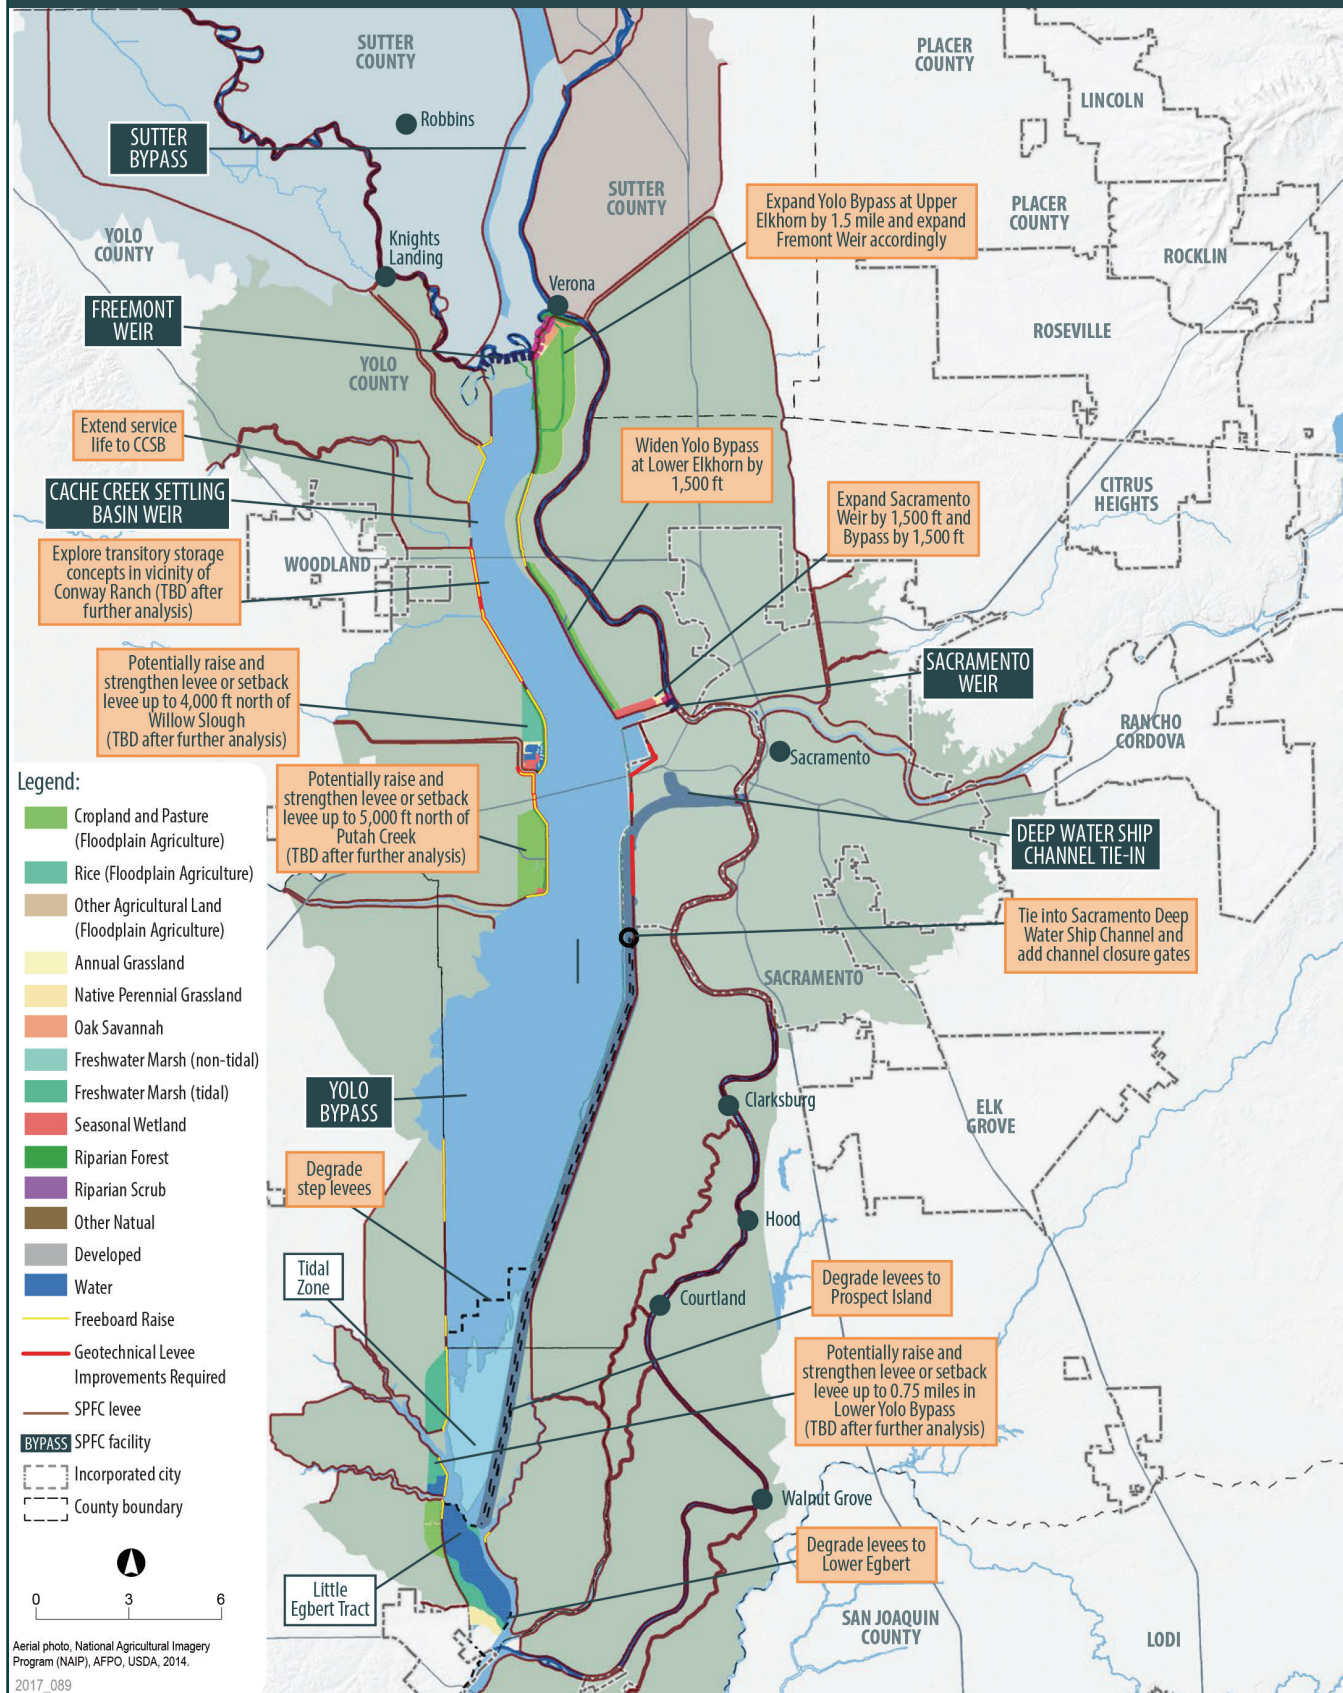 SUTTER
COUNTY
PLACER
COUNTY
LINCOLN
Robbins
SUTTER
BYPASS
SUTTER
COUNTY
Expand Yolo Bypass at Upper
Elkhorn by 1.5 mile and expand
Fremont Weir accordingly
PLACER
COUNTY
YOLO
COUNTY
Knights
Landing
ROCKLIN
Verona
FREEMONT
WEIR
ROSEVILLE
YOLO
COUNTY
Extend service
life to CCSB
Widen Yolo Bypass
at Lower Elkhorn by
1,500 ft
CACHE CREEK SETTLING
BASIN WEIR
CITRUS
HEIGHTS
Expand Sacramento
Weir by 1,500 ft and
Bypass by 1,500 ft
Explore transitory storage
concepts in vicinity of
Conway Ranch (TBD after
further analysis)
WOODLAND
Potentially raise and
strengthen levee or setback
levee up to 4,000 ft north of
Willow Slough
(TBD after further analysis)
SACRAMENTO
WEIR
RANCHO
CORDOVA
Sacramento
Potentially raise and
strengthen levee or setback
levee up to 5,000 ft north of
Putah Creek
(TBD after further analysis)
DEEP WATER SHIP
CHANNEL TIE-IN
Tie into Sacramento Deep
Water Ship Channel and
add channel closure gates
SACRAMENTO
YOLO
BYPASS
Clarksburg
ELK
GROVE
Degrade
step levees
Hood
Tidal
Zone
Degrade levees to
Prospect Island
Courtland
Potentially raise and
strengthen levee or setback
levee up to 0.75 miles in
Lower Yolo Bypass
(TBD after further analysis)
Walnut Grove
Degrade levees to
Lower Egbert
Little
Egbert Tract
SAN JOAQUIN
COUNTY
LODI
Legend:
Cropland and Pasture
(Floodplain Agriculture)
Rice (Floodplain Agriculture)
Other Agricultural Land
(Floodplain Agriculture)
Annual Grassland
Native Perennial Grassland
Oak Savannah
Freshwater Marsh (non-tidal)
Freshwater Marsh (tidal)
Seasonal Wetland
Riparian Forest
Riparian Scrub
Other Natual
Developed
Water
Freeboard Raise
Geotechnical Levee
Improvements Required
SPFC levee
BYPASS SPFC facility
Incorporated city
County boundary
0 3 6
Aerial photo, National Agricultural Imagery
Program (NAIP), AFPO, USDA, 2014.
2017_089